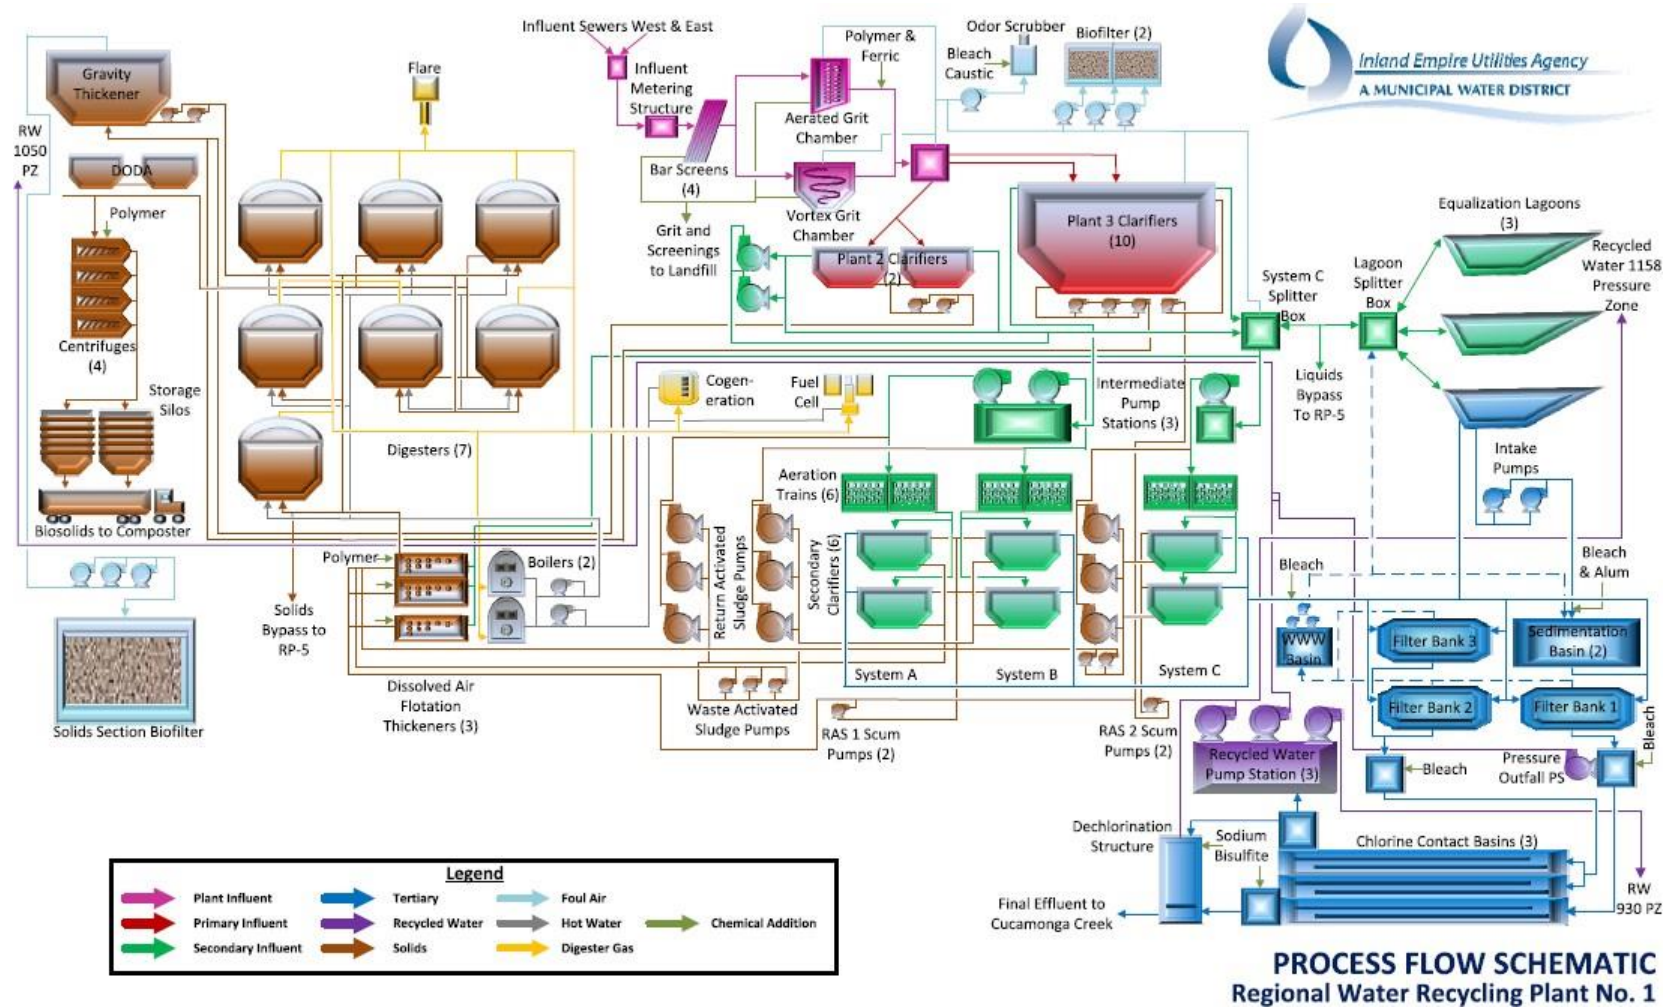 Inland Empire Utilities Agency
A MUNICIPAL WATER DISTRICT
Influent Sewers West & East
Influent
Metering
Structure
Polymer &
Ferric
Odor Scrubber
Bleach
Caustic
Biofilter (2)
Aerated Grit
Chamber
Bar Screens
(4)
Vortex Grit
Chamber
Grit and
Screenings
to Landfill
Gravity
Thickener
Flare
RW
1050
PZ
DODA
Polymer
Centrifuges
(4)
Storage
Silos
Biosolids to Composter
Solids Section Biofilter
Digesters (7)
Cogen-
eration
Fuel
Cell
Plant 2 Clarifiers
(2)
Plant 3 Clarifiers
(10)
System C
Splitter
Box
Lagoon
Splitter
Box
Equalization Lagoons
(3)
Recycled
Water 1158
Pressure
Zone
Liquids
Bypass
To RP-5
Intermediate
Pump
Stations (3)
Intake
Pumps
Aeration
Trains (6)
Secondary
Clarifiers (6)
Return Activated
Sludge Pumps
Polymer
Boilers (2)
Solids
Bypass to
RP-5
Dissolved Air
Flotation
Thickeners (3)
Waste Activated
Sludge Pumps
System A
System B
System C
RAS 1 Scum
Pumps (2)
RAS 2 Scum
Pumps (2)
Bleach
Bleach
& Alum
WWW
Basin
Filter Bank 3
Sedimentation
Basin (2)
Filter Bank 2
Filter Bank 1
Bleach
Bleach
Pressure
Outfall PS
Recycled Water
Pump Station (3)
Dechlorination
Structure
Sodium
Bisulfite
Chlorine Contact Basins (3)
Final Effluent to
Cucamonga Creek
RW
930 PZ
Legend
Plant Influent
Tertiary
Foul Air
Primary Influent
Recycled Water
Hot Water
Chemical Addition
Secondary Influent
Solids
Digester Gas
PROCESS FLOW SCHEMATIC
Regional Water Recycling Plant No. 1